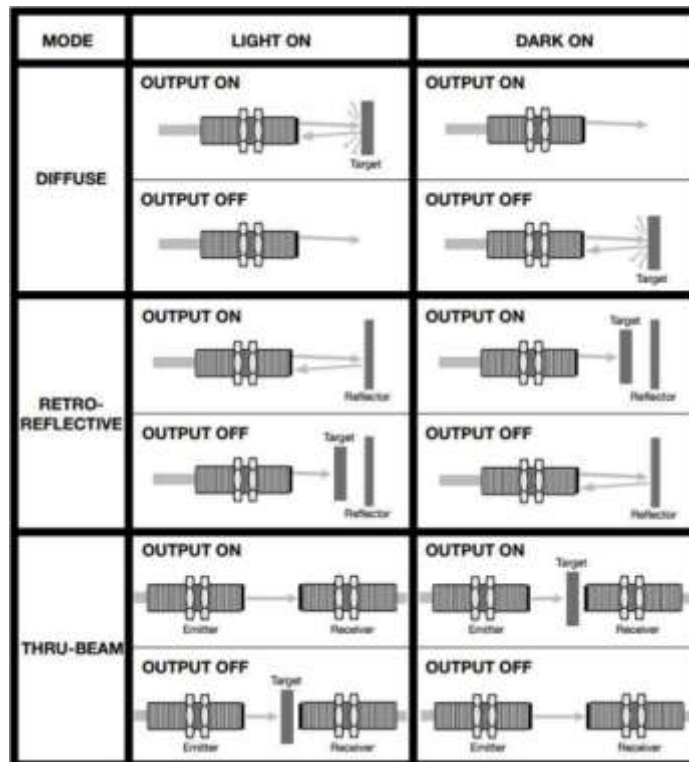 MODE
LIGHT ON
DARK ON
DIFFUSE
OUTPUT ON
Target
OUTPUT ON
OUTPUT OFF
OUTPUT OFF
Target
RETRO-
REFLECTIVE
OUTPUT ON
Reflector
OUTPUT ON
Target
Reflector
OUTPUT OFF
Target
Reflector
OUTPUT OFF
Reflector
THRU-BEAM
OUTPUT ON
Emitter
Receiver
OUTPUT ON
Target
Emitter
Receiver
OUTPUT OFF
Target
Emitter
Receiver
OUTPUT OFF
Emitter
Receiver